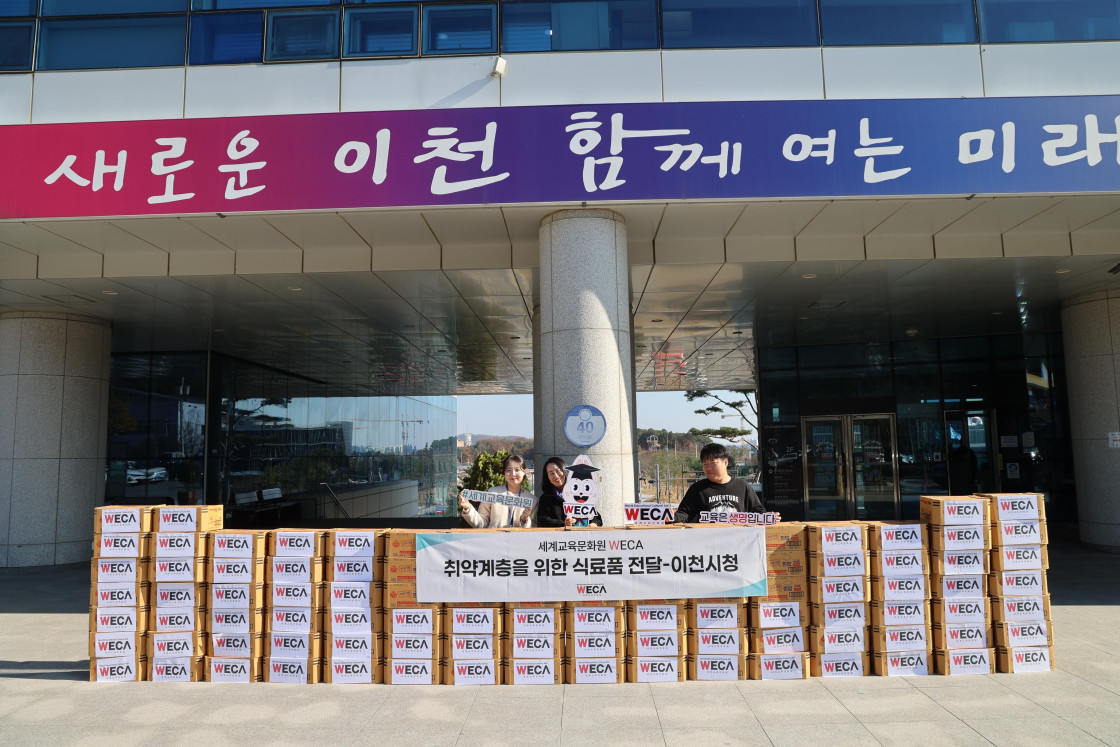 새로운 이천 함께 여는 미래
40
#세계교육문화원
WECA
WECA
교육은 생명입니다
세계교육문화원 WECA
취약계층을 위한 식료품 전달-이천시청
WECA
ADVENTURE
WECA